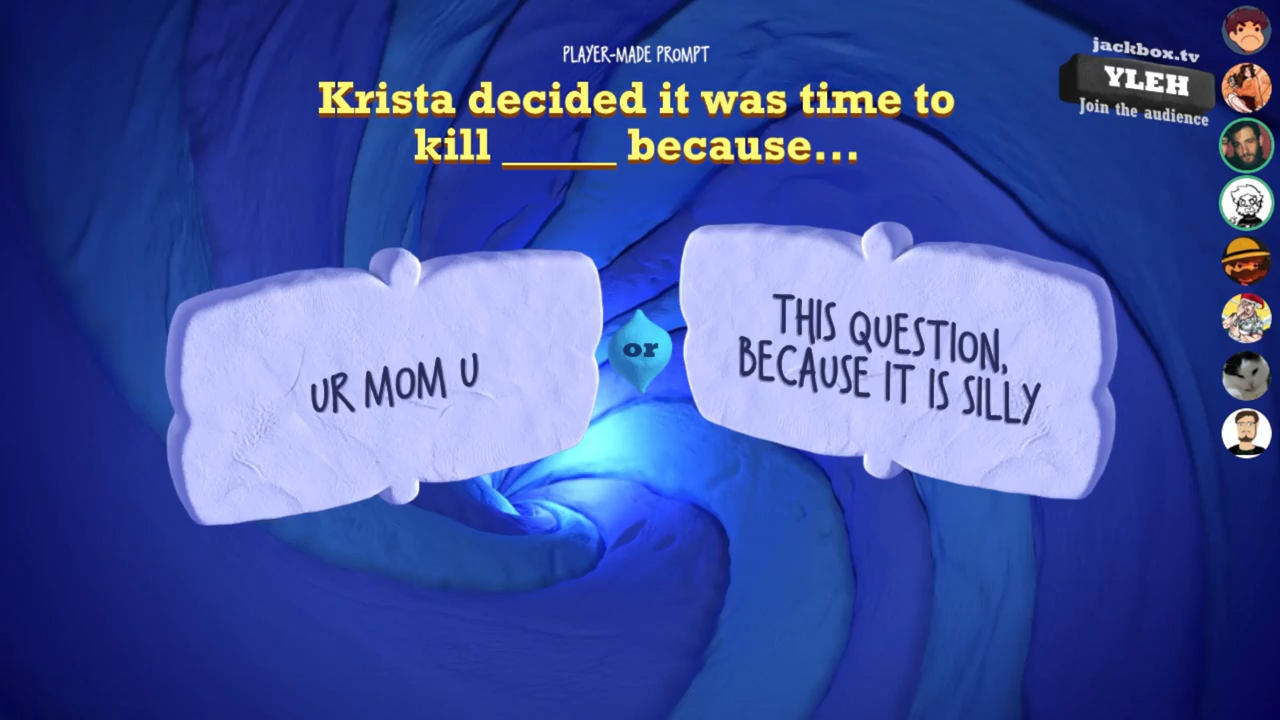 PLAYER-MADE PROMPT
Krista decided it was time to
kill _____ because...
jackbox.tv
YLEH
Join the audience
UR MOM U
or
THIS QUESTION,
BECAUSE IT IS SILLY